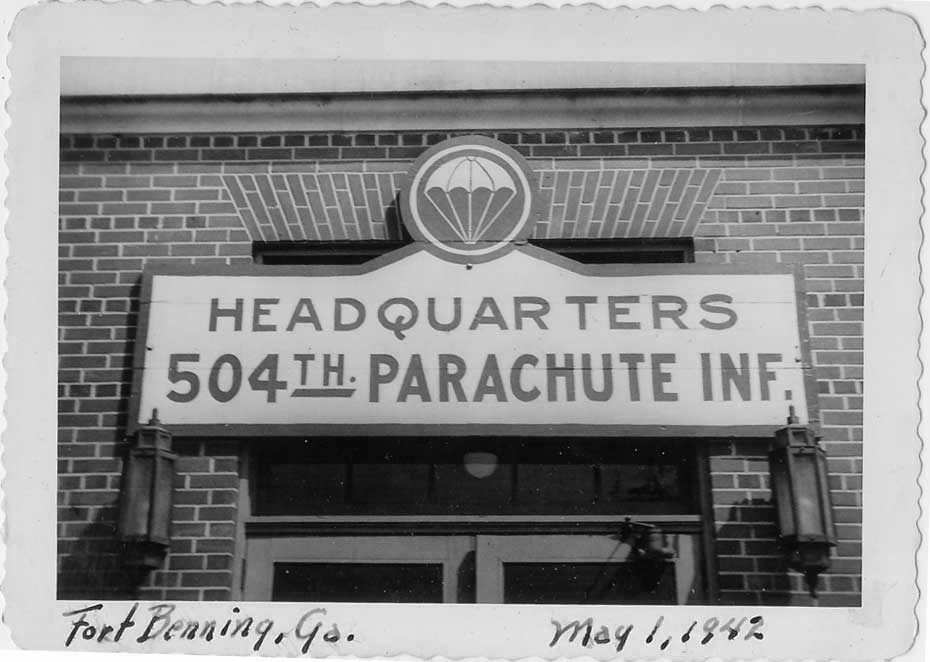 HEADQUARTERS
504TH. PARACHUTE INF.
Fort Benning, Ga. May 1, 1942